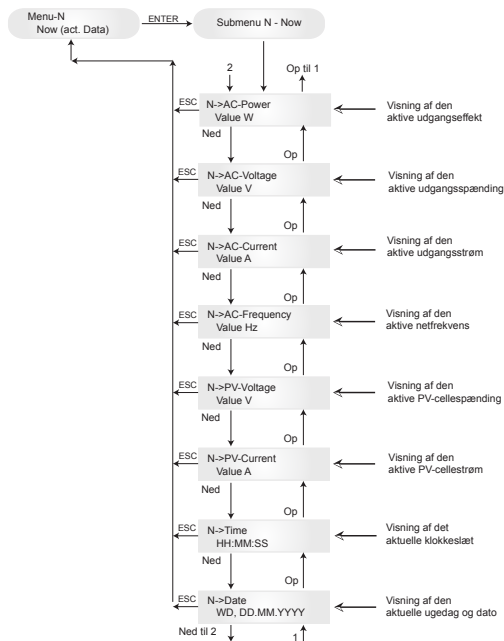 Menu-N
Now (act. Data)
ENTER
Submenu N - Now
2
Op til 1
ESC
N->AC-Power
Value W
Visning af den
aktive udgangseffekt
Ned
Op
ESC
N->AC-Voltage
Value V
Visning af den
aktive udgangsspænding
Ned
Op
ESC
N->AC-Current
Value A
Visning af den
aktive udgangsstrøm
Ned
Op
ESC
N->AC-Frequency
Value Hz
Visning af den
aktive netfrekvens
Ned
Op
ESC
N->PV-Voltage
Value V
Visning af den
aktive PV-cellespænding
Ned
Op
ESC
N->PV-Current
Value A
Visning af den
aktive PV-cellestrøm
Ned
Op
ESC
N->Time
HH:MM:SS
Visning af det
aktuelle klokkeslæt
Ned
Op
ESC
N->Date
WD, DD.MM.YYYY
Visning af den
aktuelle ugedag og dato
Ned til 2
1